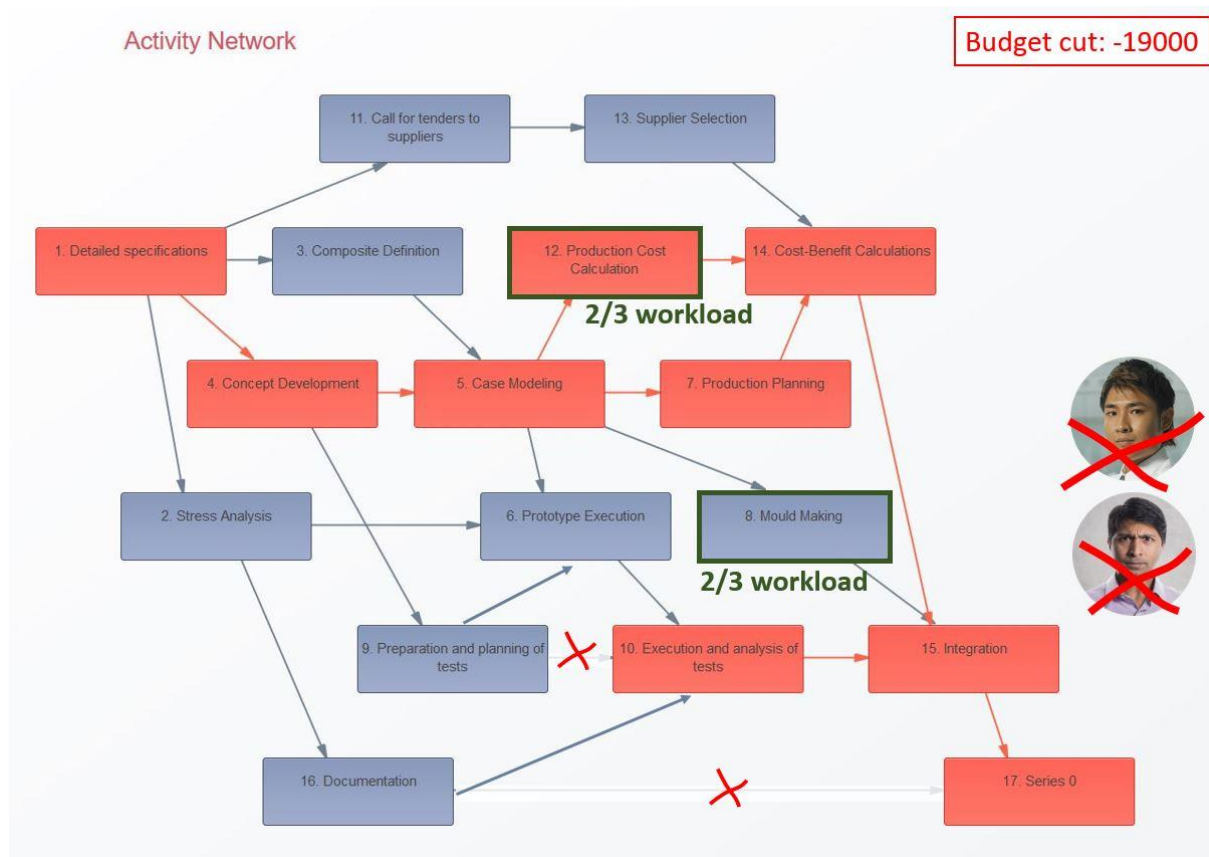 Activity Network
Budget cut: -19000
11. Call for tenders to
suppliers
13. Supplier Selection
1. Detailed specifications
3. Composite Definition
12. Production Cost
Calculation
14. Cost-Benefit Calculations
2/3 workload
4. Concept Development
5. Case Modeling
7. Production Planning
2. Stress Analysis
6. Prototype Execution
8. Mould Making
2/3 workload
9. Preparation and planning of
tests
10. Execution and analysis of
tests
15. Integration
16. Documentation
17. Series 0